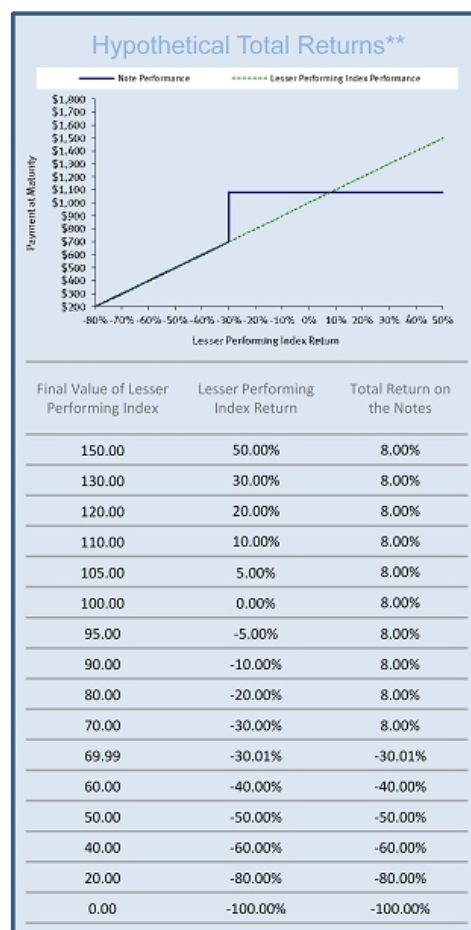 Hypothetical Total Returns**
Note Performance Lesser Performing Index Performance
$1,800
$1,700
$1,600
$1,500
$1,400
$1,300
$1,200
$1,100
$1,000
$900
$800
$700
$600
$500
$400
$300
$200
Payment at Maturity
-80% -70% -60% -50% -40% -30% -20% -10% 0% 10% 20% 30% 40% 50%
Lesser Performing Index Return
Final Value of Lesser Lesser Performing Total Return on
Performing Index Index Return the Notes
150.00 50.00% 8.00%
130.00 30.00% 8.00%
120.00 20.00% 8.00%
110.00 10.00% 8.00%
105.00 5.00% 8.00%
100.00 0.00% 8.00%
95.00 -5.00% 8.00%
90.00 -10.00% 8.00%
80.00 -20.00% 8.00%
70.00 -30.00% 8.00%
69.99 -30.01% -30.01%
60.00 -40.00% -40.00%
50.00 -50.00% -50.00%
40.00 -60.00% -60.00%
20.00 -80.00% -80.00%
0.00 -100.00% -100.00%